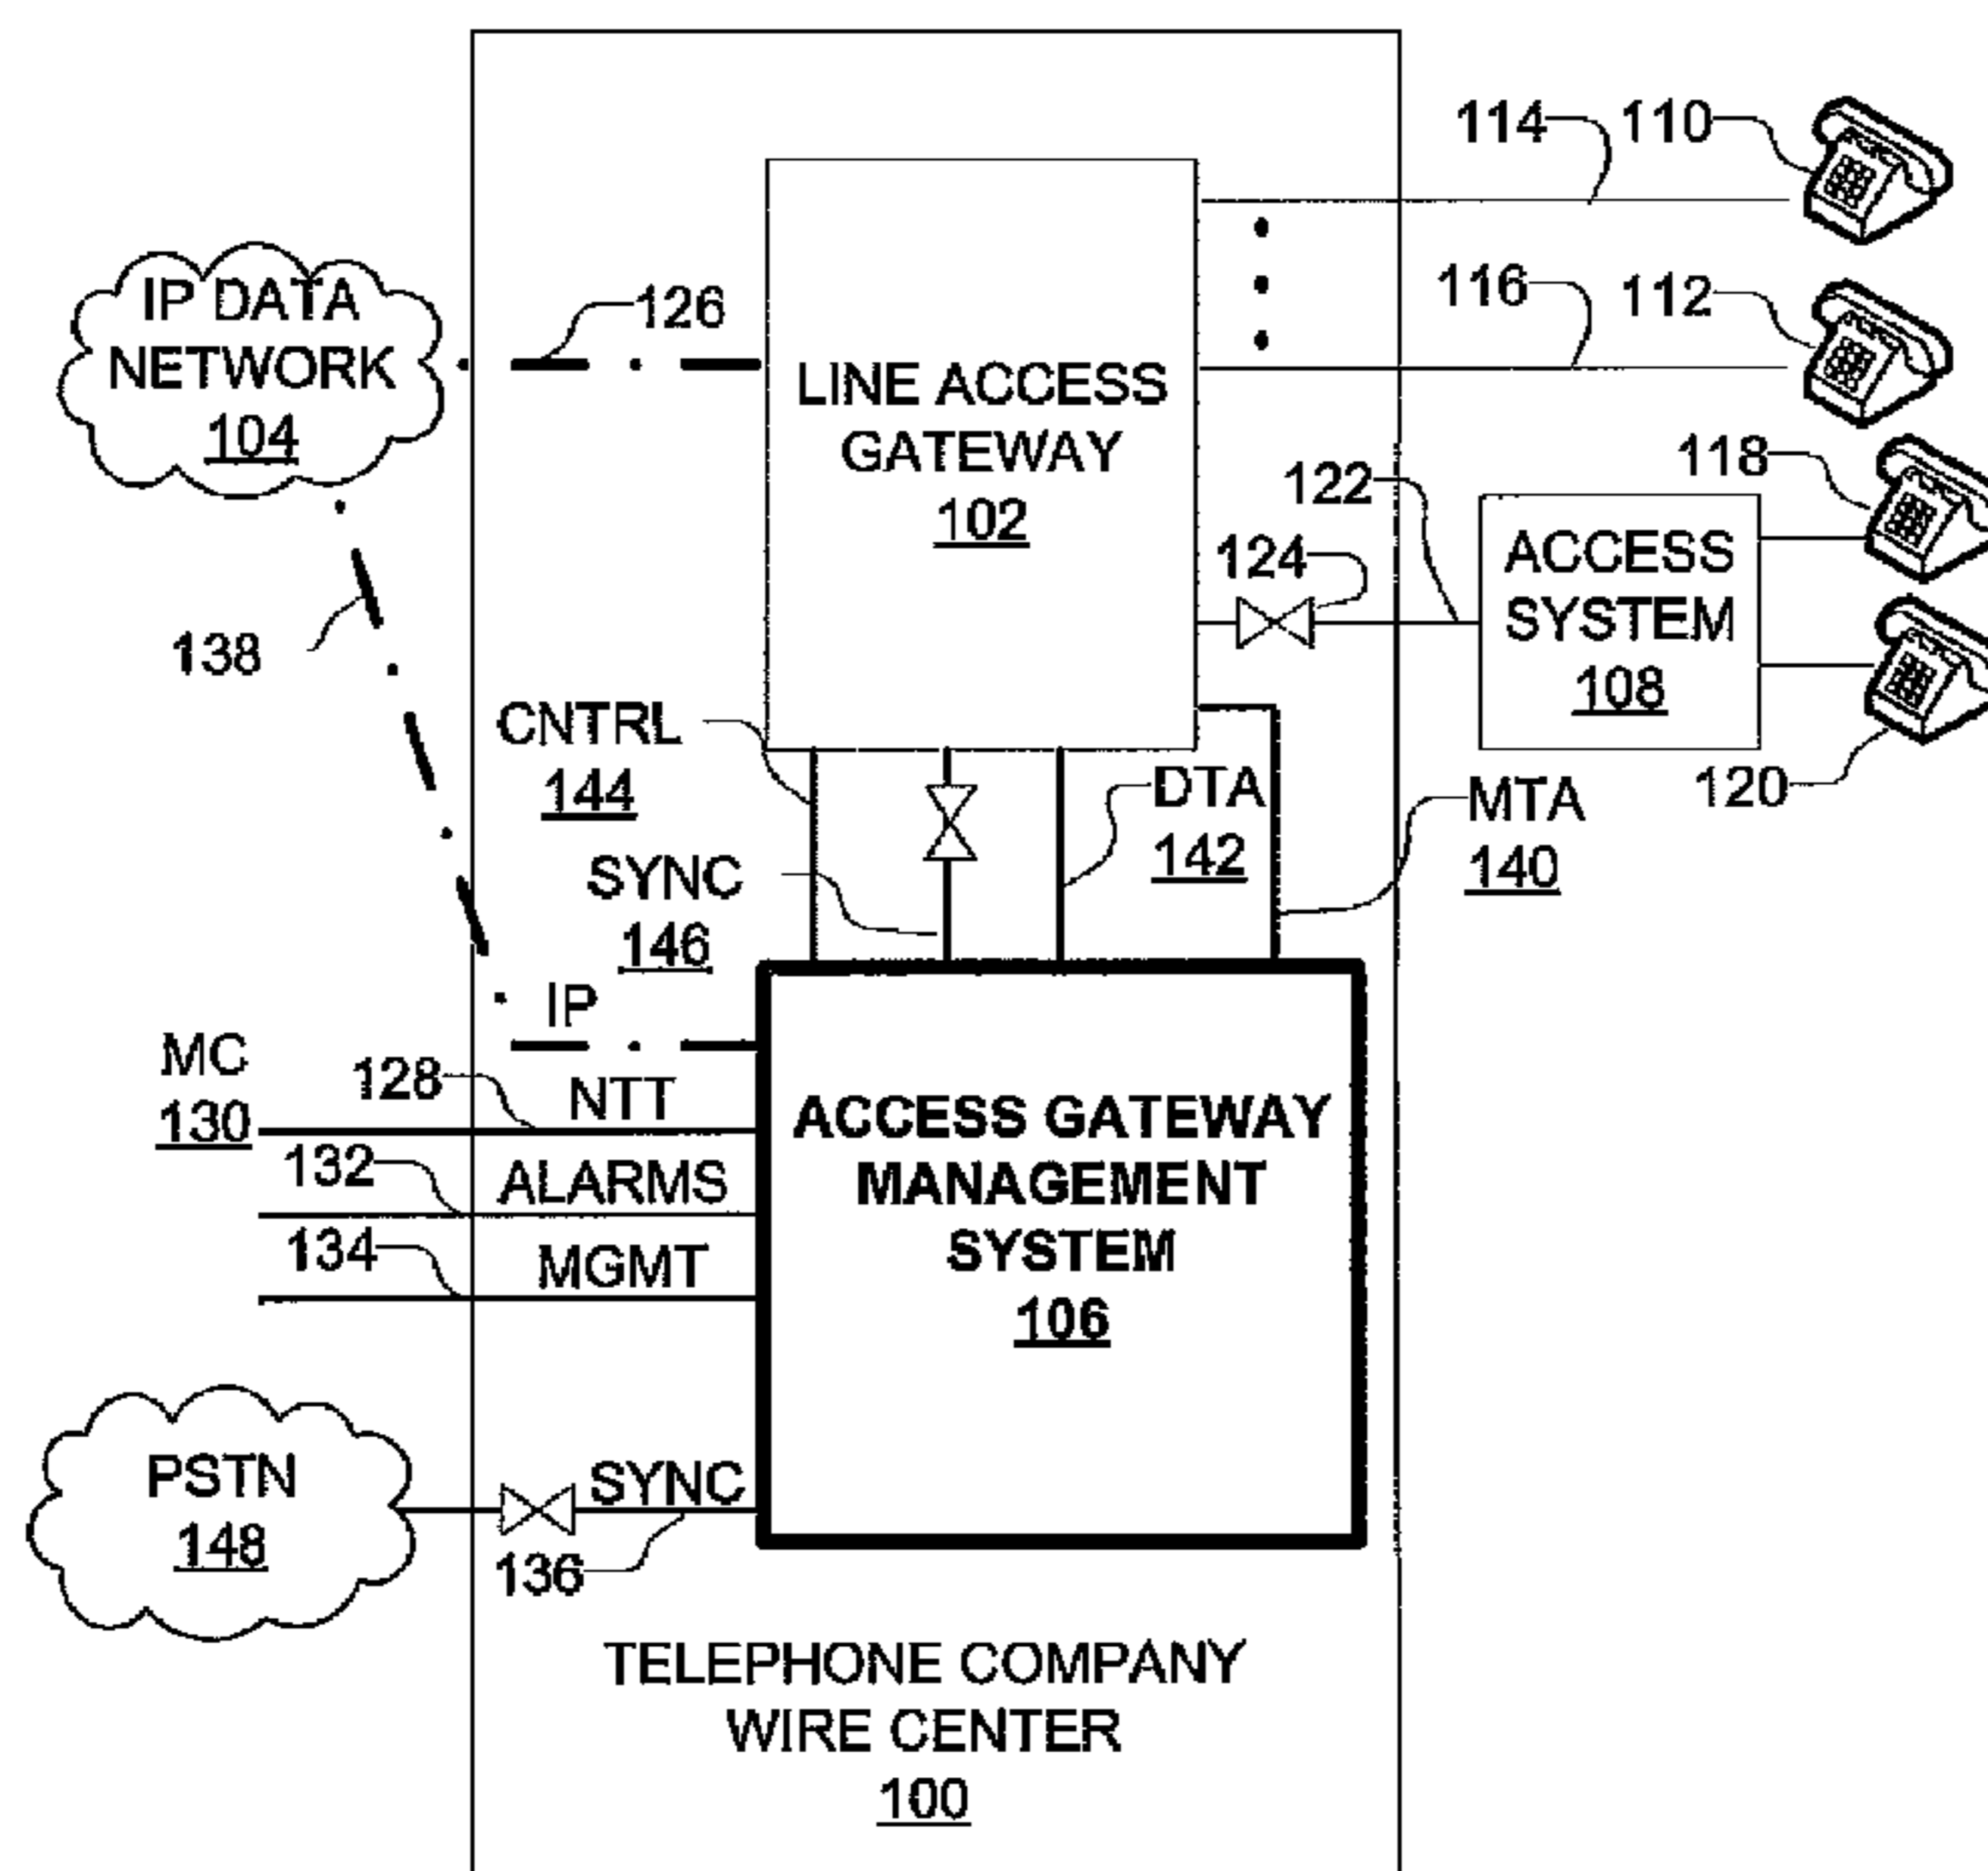 114
110
IP DATA
NETWORK
104
126
116
112
LINE ACCESS
GATEWAY
102
118
122
124
ACCESS
SYSTEM
108
138
CNTRL
144
DTA
142
MTA
140
120
SYNC
146
IP
MC
130
128
NTT
132
ALARMS
134
MGMT
ACCESS GATEWAY
MANAGEMENT
SYSTEM
106
PSTN
148
SYNC
136
TELEPHONE COMPANY
WIRE CENTER
100